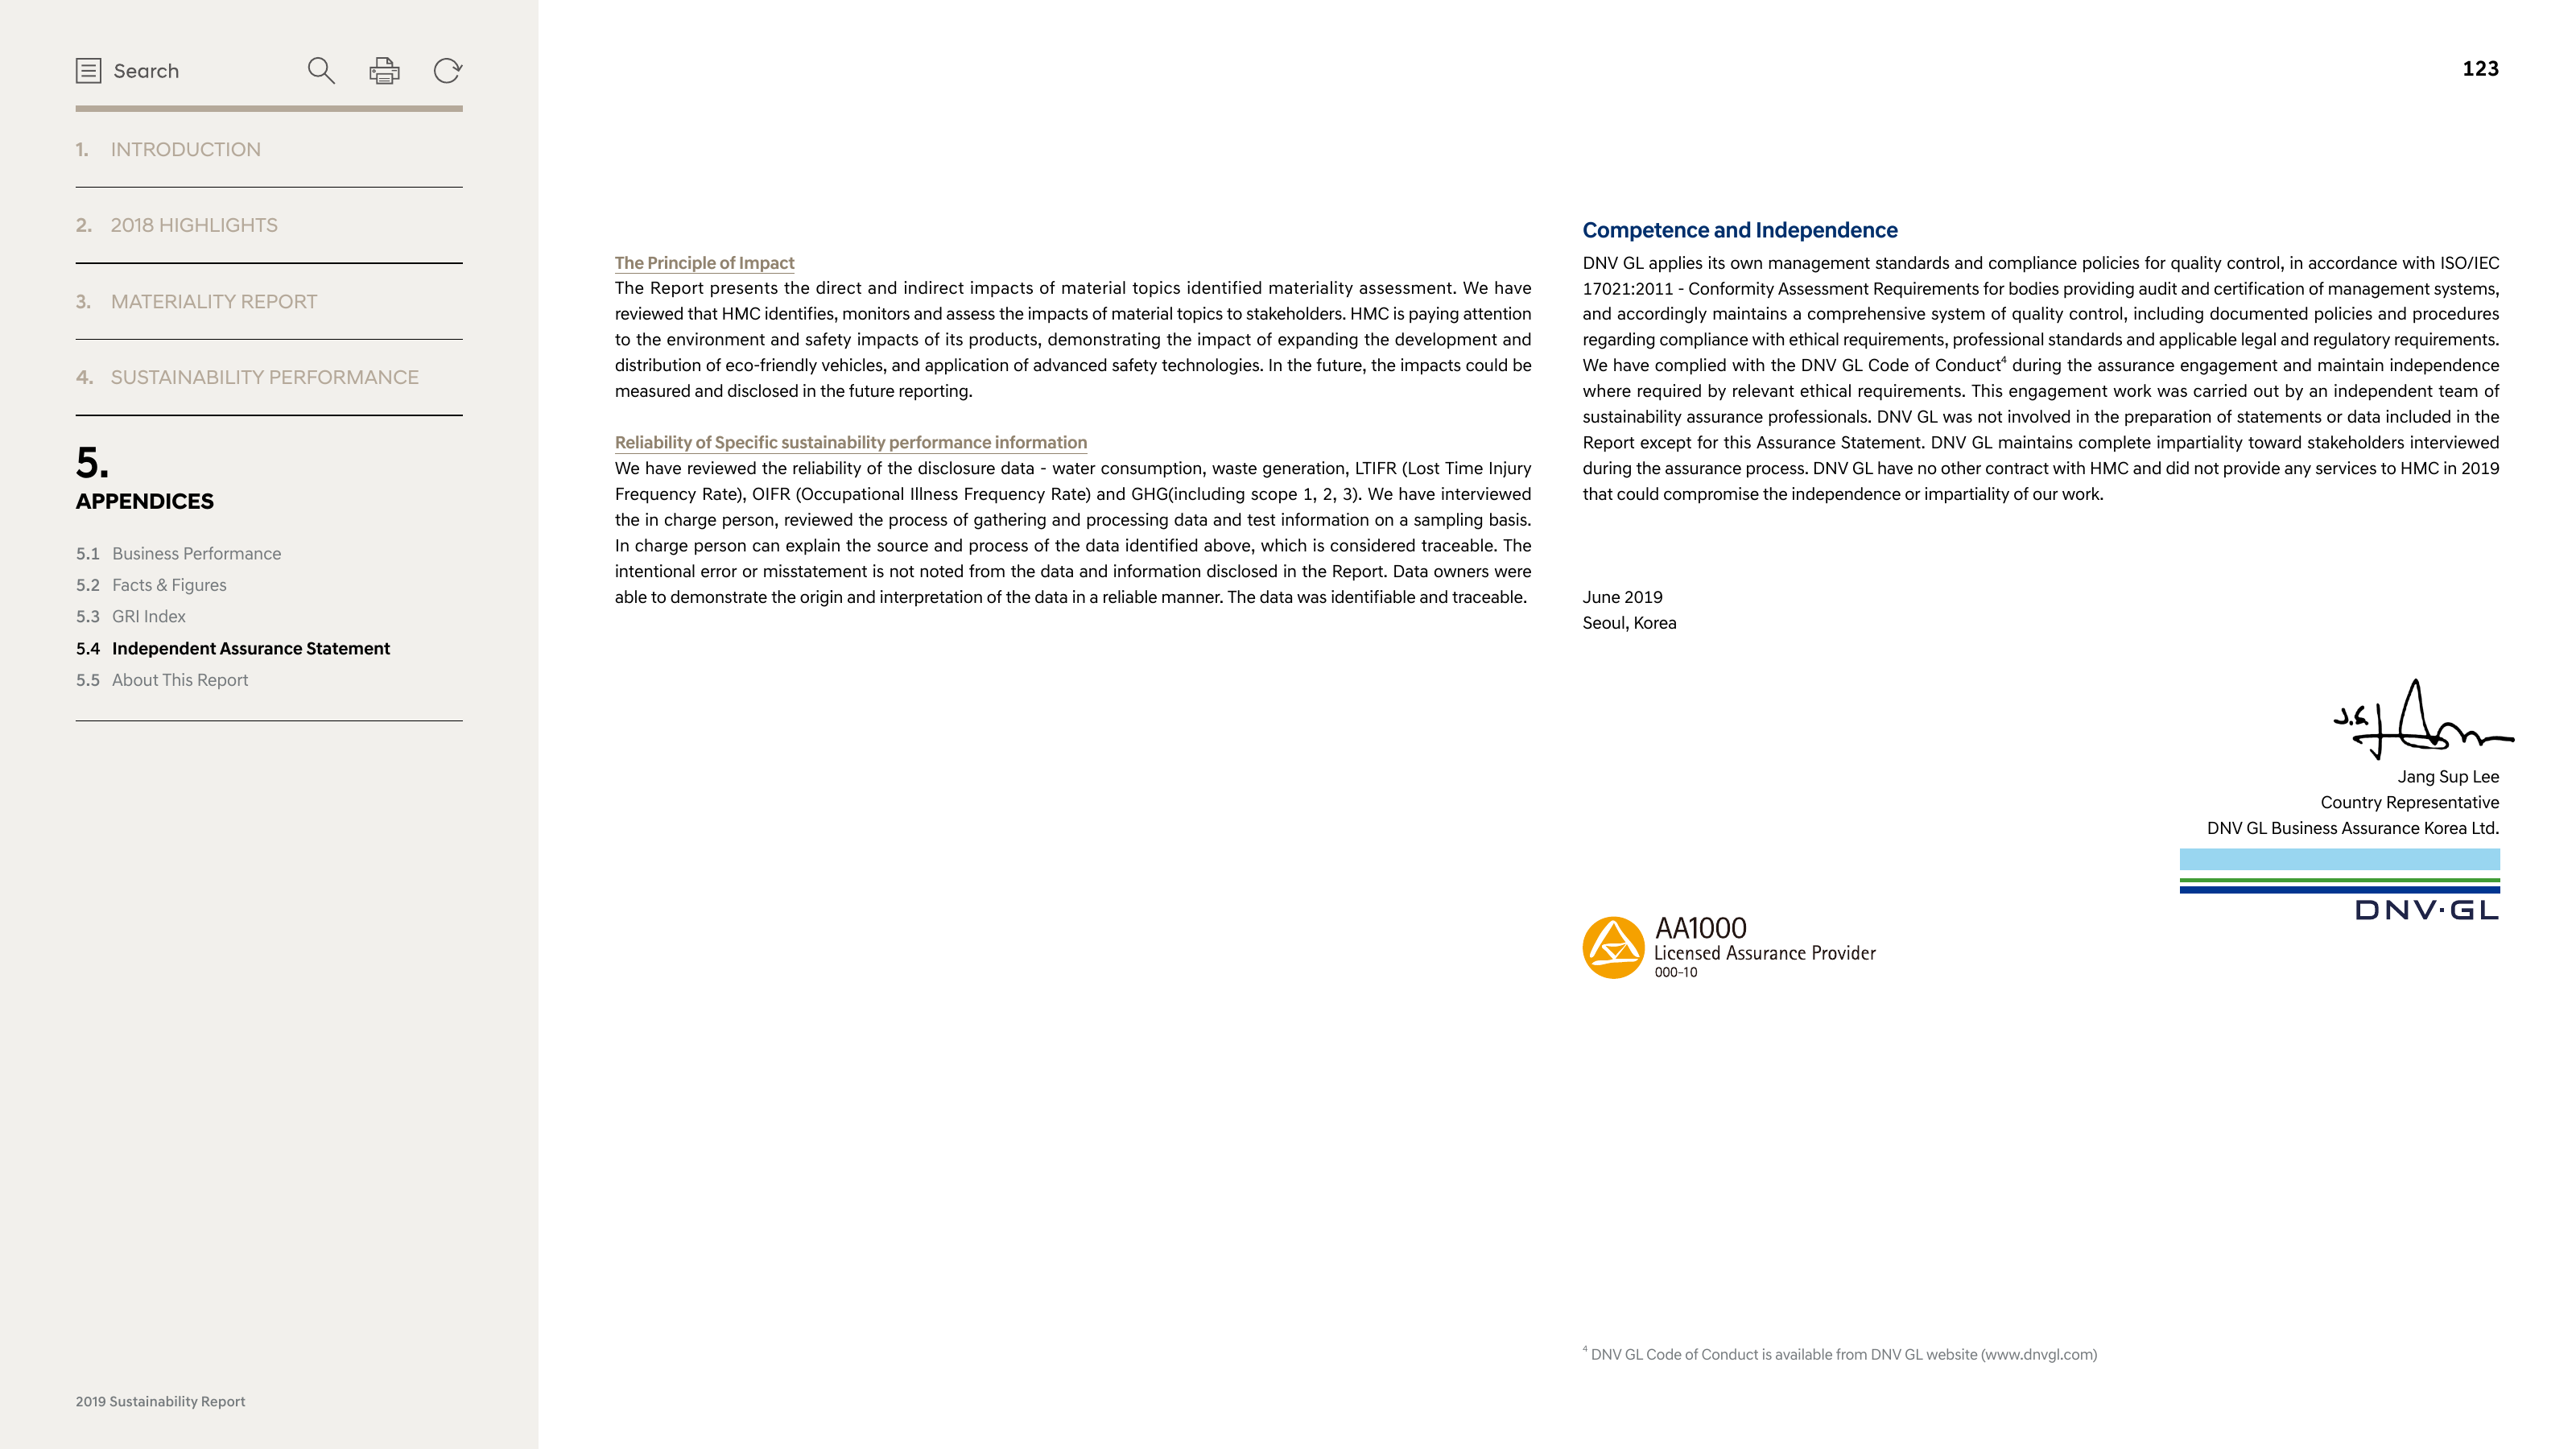 Search
1. INTRODUCTION
2. 2018 HIGHLIGHTS
3. MATERIALITY REPORT
4. SUSTAINABILITY PERFORMANCE
5.
APPENDICES
5.1 Business Performance
5.2 Facts & Figures
5.3 GRI Index
5.4 Independent Assurance Statement
5.5 About This Report
2019 Sustainability Report
123
The Principle of Impact
The Report presents the direct and indirect impacts of material topics identified materiality assessment. We have
reviewed that HMC identifies, monitors and assess the impacts of material topics to stakeholders. HMC is paying attention
to the environment and safety impacts of its products, demonstrating the impact of expanding the development and
distribution of eco-friendly vehicles, and application of advanced safety technologies. In the future, the impacts could be
measured and disclosed in the future reporting.
Reliability of Specific sustainability performance information
We have reviewed the reliability of the disclosure data - water consumption, waste generation, LTIFR (Lost Time Injury
Frequency Rate), OIFR (Occupational Illness Frequency Rate) and GHG(including scope 1, 2, 3). We have interviewed
the in charge person, reviewed the process of gathering and processing data and test information on a sampling basis.
In charge person can explain the source and process of the data identified above, which is considered traceable. The
intentional error or misstatement is not noted from the data and information disclosed in the Report. Data owners were
able to demonstrate the origin and interpretation of the data in a reliable manner. The data was identifiable and traceable.
Competence and Independence
DNV GL applies its own management standards and compliance policies for quality control, in accordance with ISO/IEC
17021:2011 - Conformity Assessment Requirements for bodies providing audit and certification of management systems,
and accordingly maintains a comprehensive system of quality control, including documented policies and procedures
regarding compliance with ethical requirements, professional standards and applicable legal and regulatory requirements.
We have complied with the DNV GL Code of Conduct⁴ during the assurance engagement and maintain independence
where required by relevant ethical requirements. This engagement work was carried out by an independent team of
sustainability assurance professionals. DNV GL was not involved in the preparation of statements or data included in the
Report except for this Assurance Statement. DNV GL maintains complete impartiality toward stakeholders interviewed
during the assurance process. DNV GL have no other contract with HMC and did not provide any services to HMC in 2019
that could compromise the independence or impartiality of our work.
June 2019
Seoul, Korea
Jang Sup Lee
Country Representative
DNV GL Business Assurance Korea Ltd.
DNV·GL
AA1000
Licensed Assurance Provider
000-10
⁴ DNV GL Code of Conduct is available from DNV GL website (www.dnvgl.com)